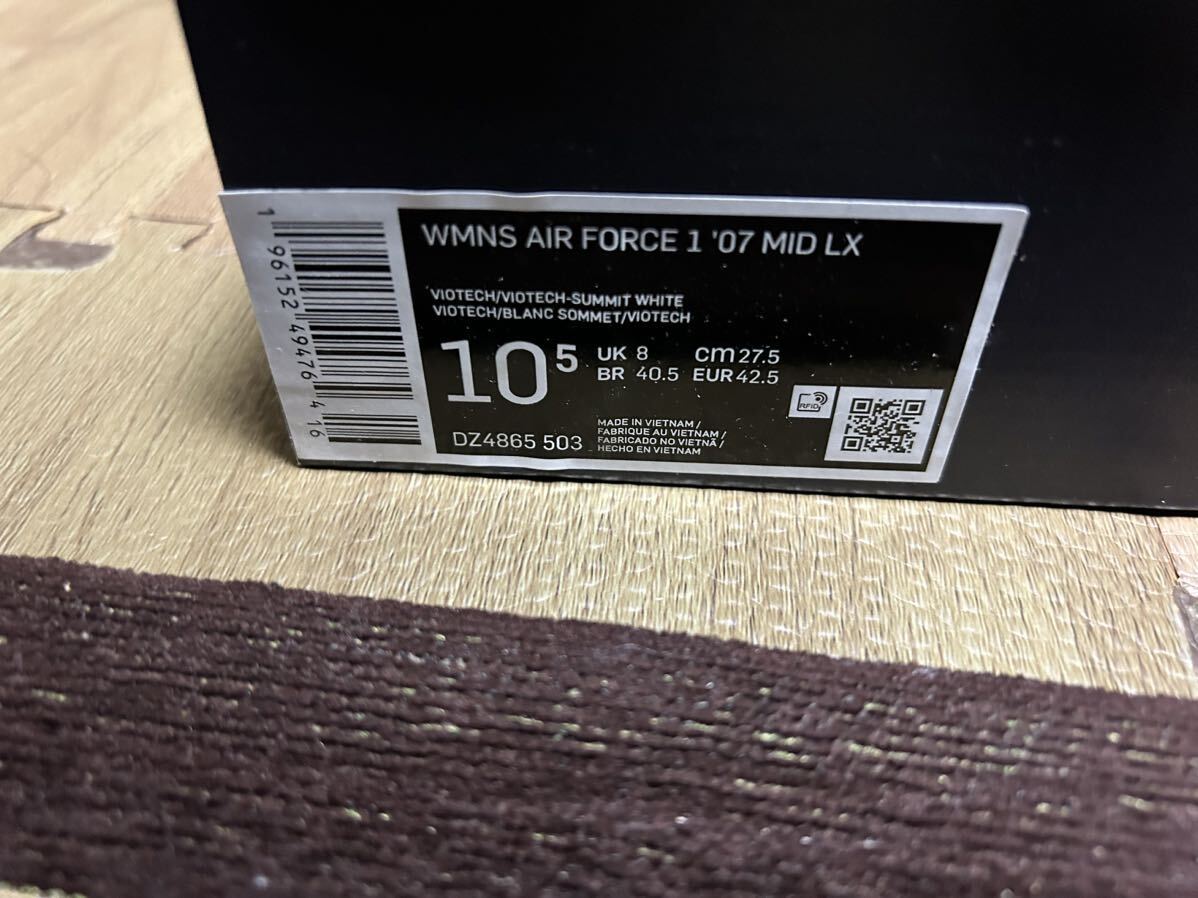 WMNS AIR FORCE 1 '07 MID LX
VIOTECH/VIOTECH-SUMMIT WHITE
VIOTECH/BLANC SOMMET/VIOTECH
10⁵
UK 8 cm 27.5
BR 40.5 EUR 42.5
DZ4865 503
MADE IN VIETNAM /
FABRIQUE AU VIETNAM /
FABRICADO NO VIETNÃ /
HECHO EN VIETNAM
RFID
1 96152 49476 4 16